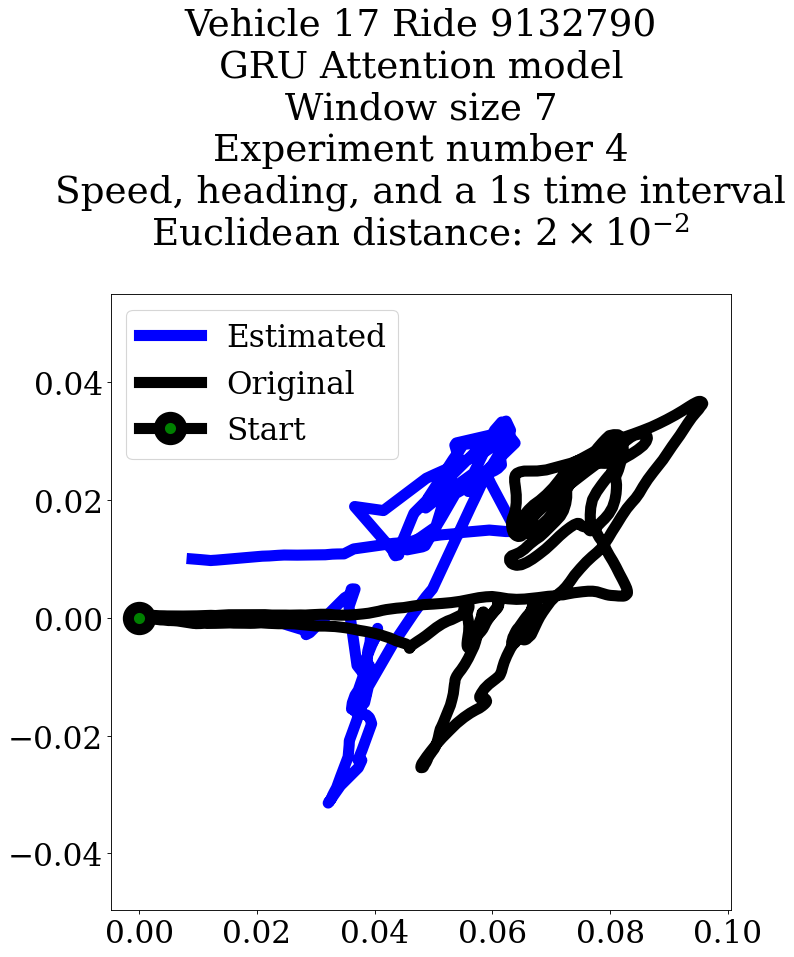 Vehicle 17 Ride 9132790
GRU Attention model
Window size 7
Experiment number 4
Speed, heading, and a 1s time interval
Euclidean distance: 2 × 10⁻²
Estimated
Original
Start
0.04
0.02
0.00
−0.02
−0.04
0.00 0.02 0.04 0.06 0.08 0.10